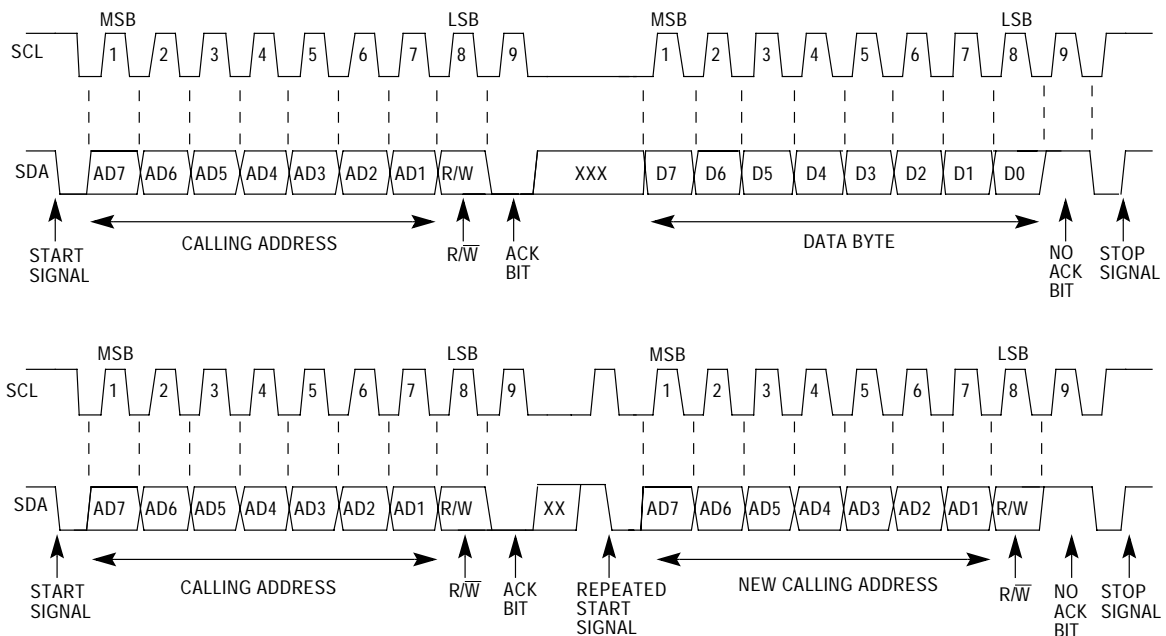 MSB LSB MSB LSB
SCL 1 2 3 4 5 6 7 8 9 1 2 3 4 5 6 7 8 9
SDA AD7 AD6 AD5 AD4 AD3 AD2 AD1 R/W XXX D7 D6 D5 D4 D3 D2 D1 D0
START
SIGNAL
CALLING ADDRESS
R/W̅
ACK
BIT
DATA BYTE
NO
ACK
BIT
STOP
SIGNAL
MSB LSB MSB LSB
SCL 1 2 3 4 5 6 7 8 9 1 2 3 4 5 6 7 8 9
SDA AD7 AD6 AD5 AD4 AD3 AD2 AD1 R/W XX AD7 AD6 AD5 AD4 AD3 AD2 AD1 R/W
START
SIGNAL
CALLING ADDRESS
R/W̅
ACK
BIT
REPEATED
START
SIGNAL
NEW CALLING ADDRESS
R/W̅
NO
ACK
BIT
STOP
SIGNAL